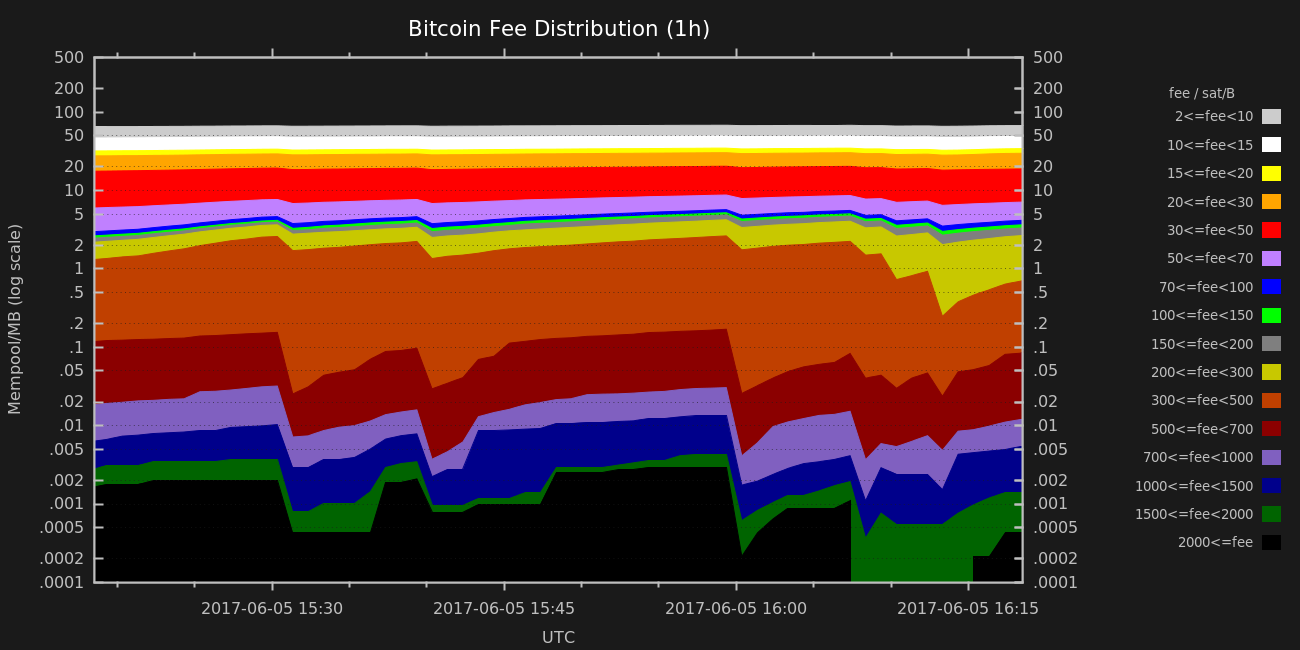 Bitcoin Fee Distribution (1h)
Mempool/MB (log scale)
500
200
100
50
20
10
5
2
1
.5
.2
.1
.05
.02
.01
.005
.002
.001
.0005
.0002
.0001
500
200
100
50
20
10
5
2
1
.5
.2
.1
.05
.02
.01
.005
.002
.001
.0005
.0002
.0001
2017-06-05 15:30
2017-06-05 15:45
2017-06-05 16:00
2017-06-05 16:15
UTC
fee / sat/B
2<=fee<10
10<=fee<15
15<=fee<20
20<=fee<30
30<=fee<50
50<=fee<70
70<=fee<100
100<=fee<150
150<=fee<200
200<=fee<300
300<=fee<500
500<=fee<700
700<=fee<1000
1000<=fee<1500
1500<=fee<2000
2000<=fee